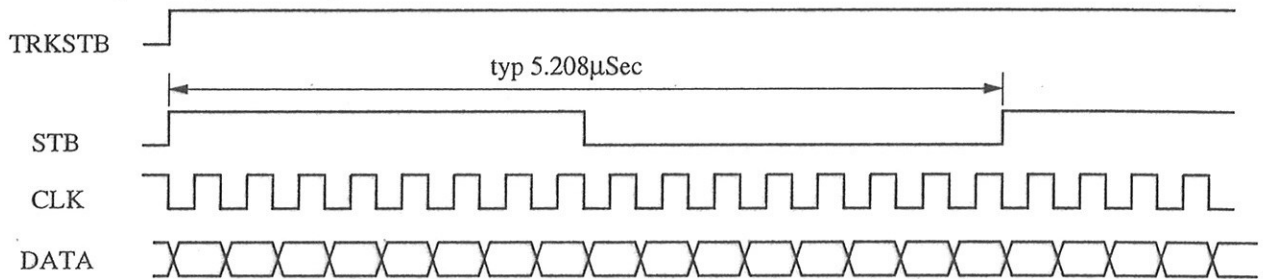 TRKSTB
typ 5.208μSec
STB
CLK
DATA